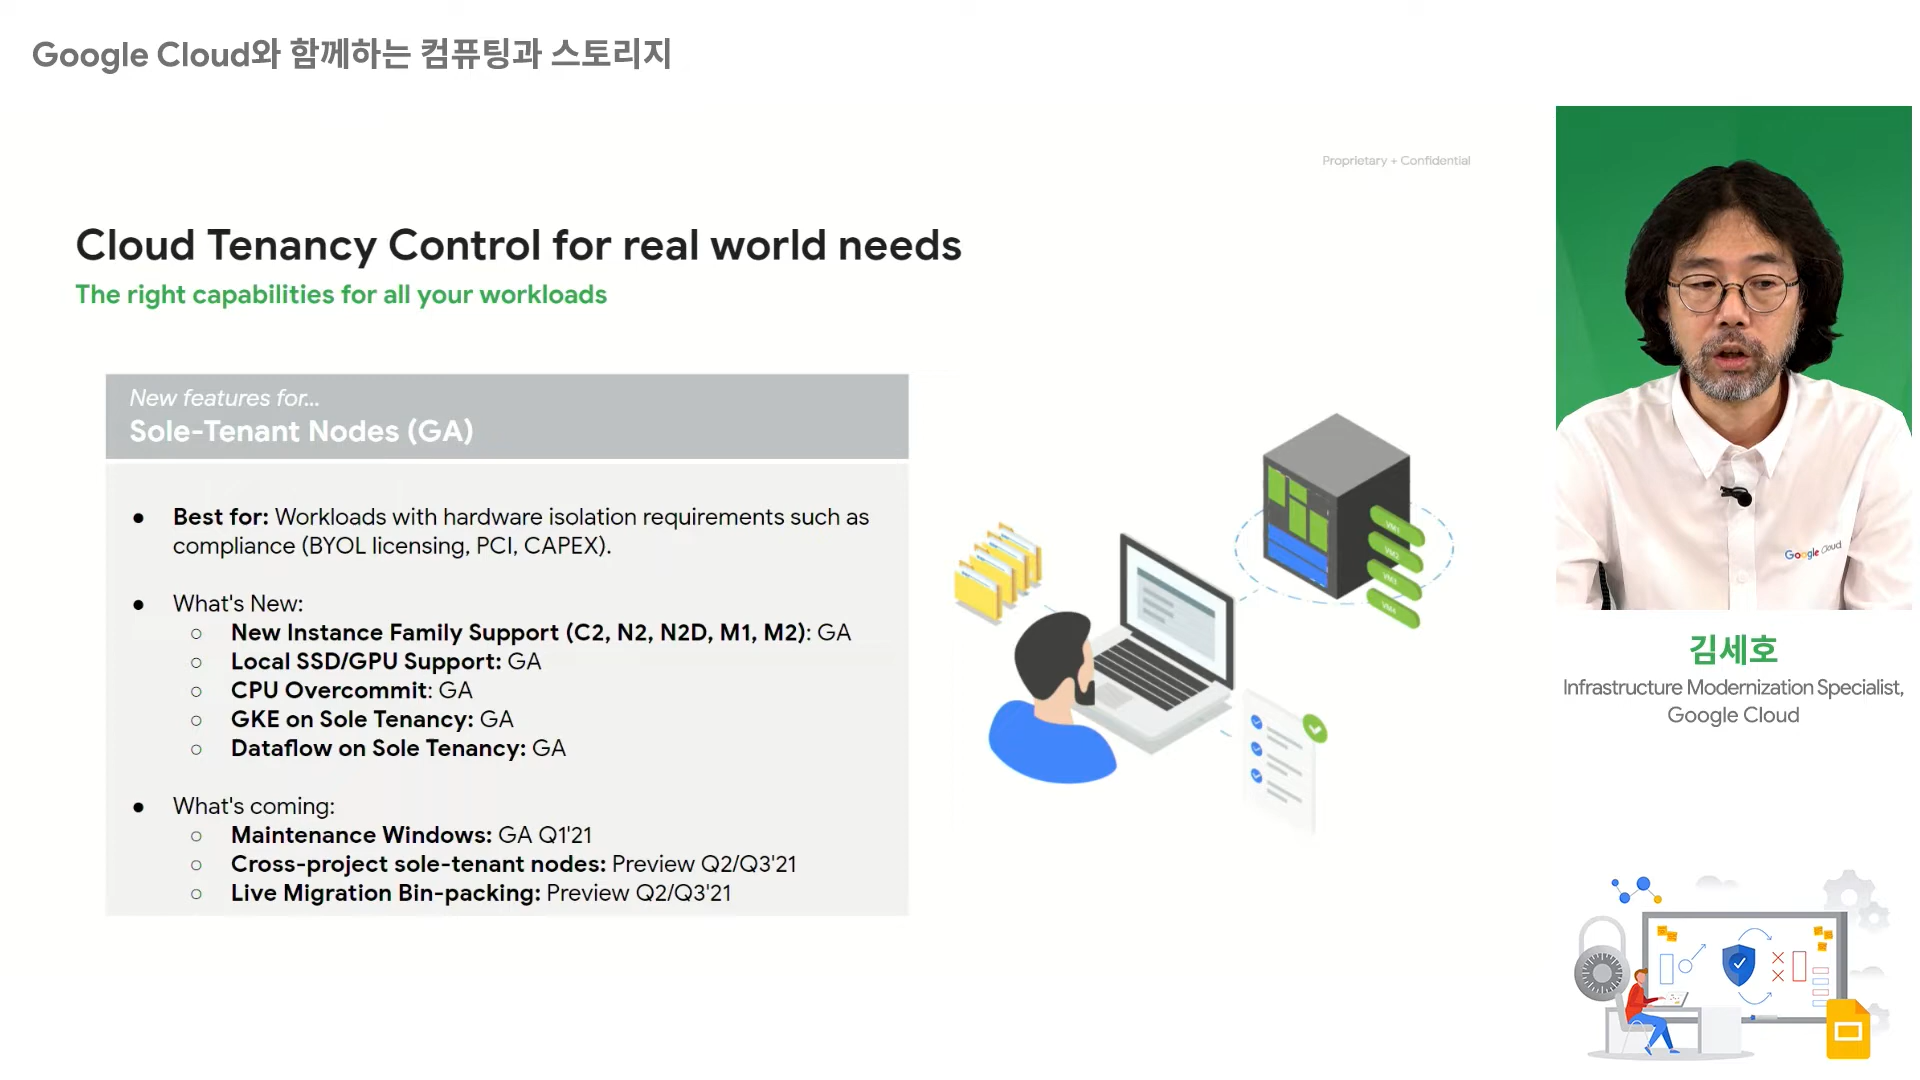 Google Cloud와 함께하는 컴퓨팅과 스토리지
Proprietary + Confidential
Cloud Tenancy Control for real world needs
The right capabilities for all your workloads
New features for...
Sole-Tenant Nodes (GA)
● Best for: Workloads with hardware isolation requirements such as
compliance (BYOL licensing, PCI, CAPEX).
● What's New:
○ New Instance Family Support (C2, N2, N2D, M1, M2): GA
○ Local SSD/GPU Support: GA
○ CPU Overcommit: GA
○ GKE on Sole Tenancy: GA
○ Dataflow on Sole Tenancy: GA
● What's coming:
○ Maintenance Windows: GA Q1'21
○ Cross-project sole-tenant nodes: Preview Q2/Q3'21
○ Live Migration Bin-packing: Preview Q2/Q3'21
VM1
VM2
VM3
VM4
Google Cloud
김세호
Infrastructure Modernization Specialist,
Google Cloud